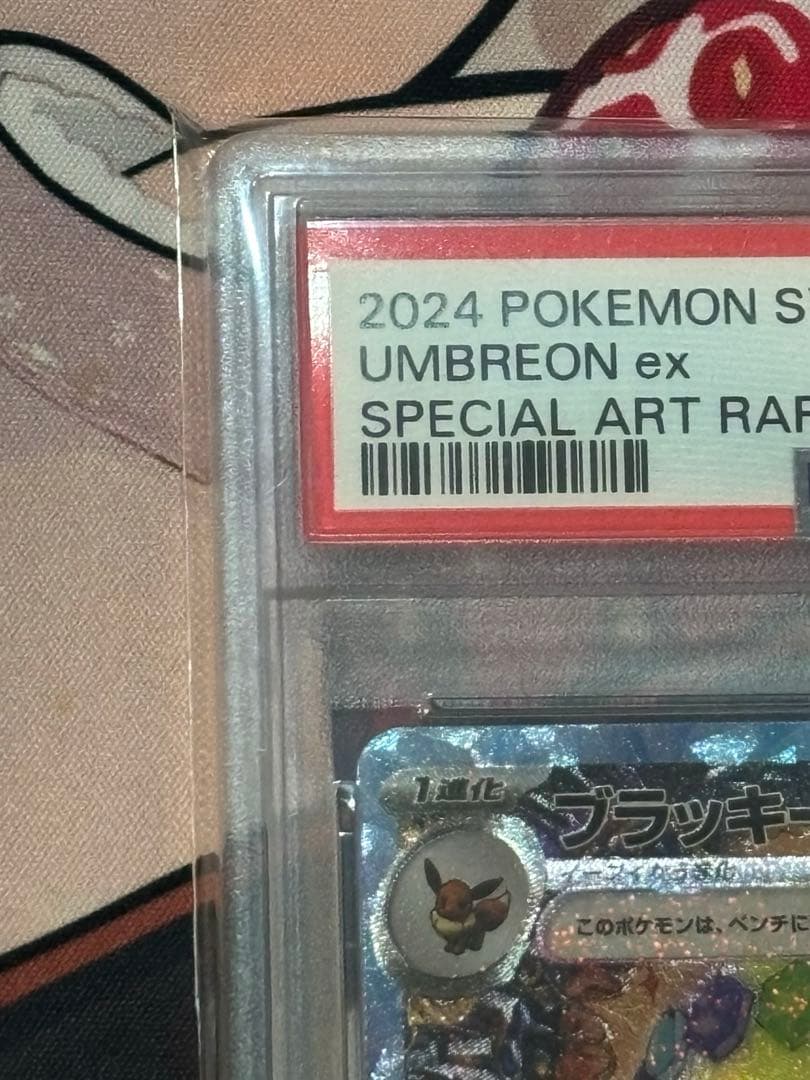 2024 POKEMON S
UMBREON ex
SPECIAL ART RAR
1進化
ブラッキー
このポケモンは、ベンチに